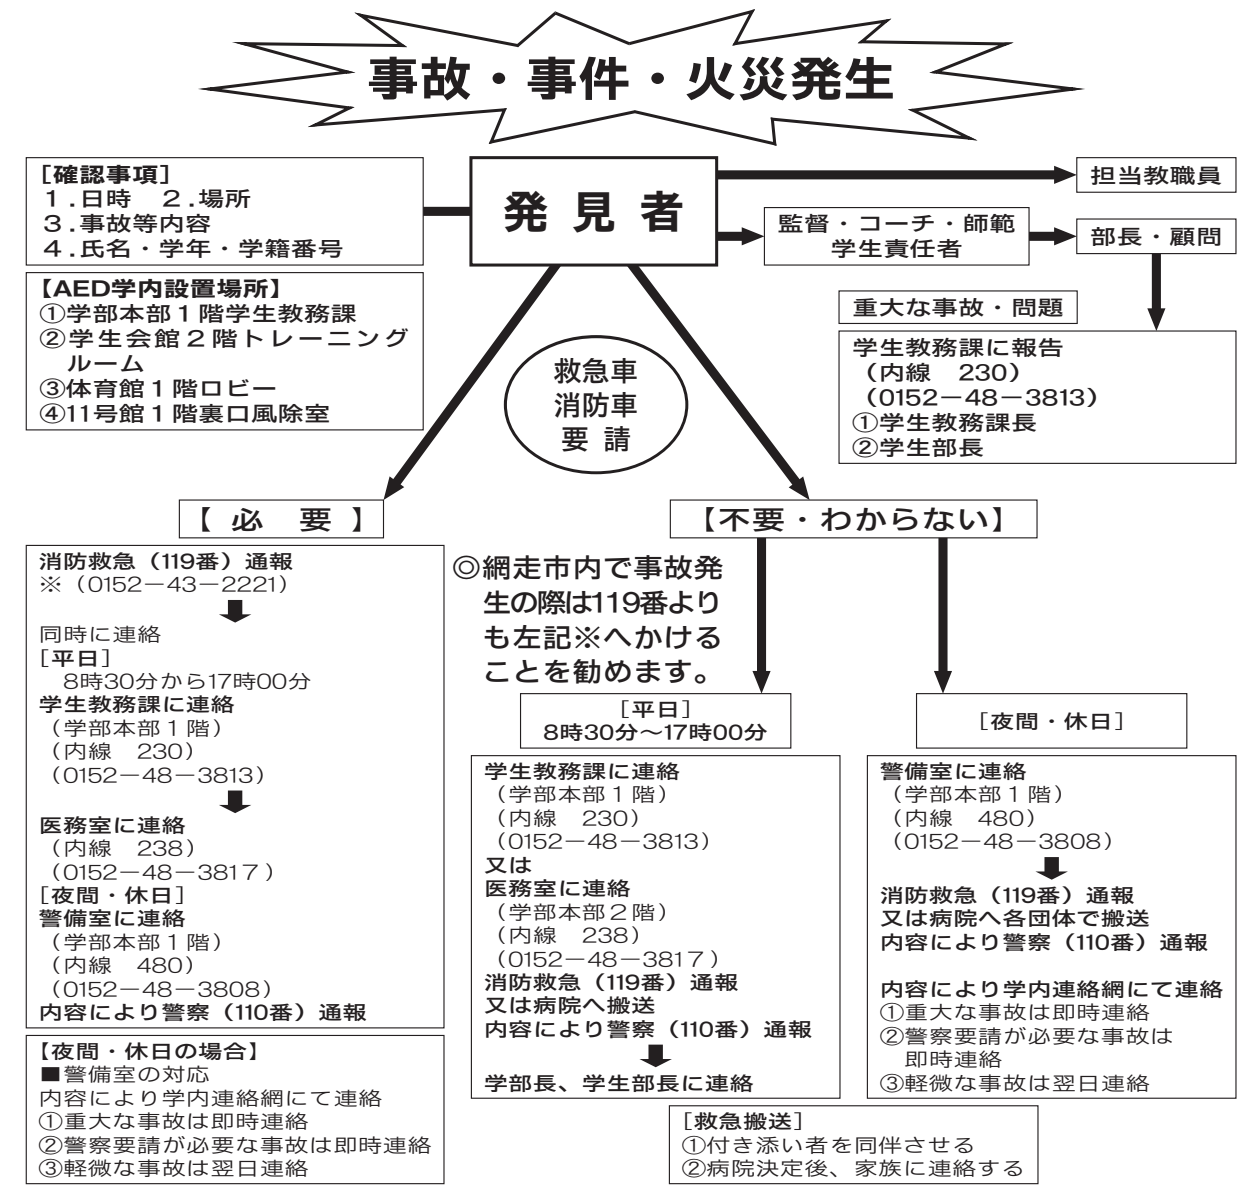 事故・事件・火災発生
[確認事項]
1.日時 2.場所
3.事故等内容
4.氏名・学年・学籍番号
発見者
担当教職員
監督・コーチ・師範
学生責任者
部長・顧問
【AED学内設置場所】
①学部本部1階学生教務課
②学生会館2階トレーニング
ルーム
③体育館1階ロビー
④11号館1階裏口風除室
救急車
消防車
要請
重大な事故・問題
学生教務課に報告
(内線 230)
(0152-48-3813)
①学生教務課長
②学生部長
【必 要】
消防救急(119番)通報
※(0152-43-2221)
同時に連絡
[平日]
8時30分から17時00分
学生教務課に連絡
(学部本部1階)
(内線 230)
(0152-48-3813)
医務室に連絡
(内線 238)
(0152-48-3817)
[夜間・休日]
警備室に連絡
(学部本部1階)
(内線 480)
(0152-48-3808)
内容により警察(110番)通報
【夜間・休日の場合】
■警備室の対応
内容により学内連絡網にて連絡
①重大な事故は即時連絡
②警察要請が必要な事故は即時連絡
③軽微な事故は翌日連絡
【不要・わからない】
◎網走市内で事故発
生の際は119番より
も左記※へかける
ことを勧めます。
[平日]
8時30分~17時00分
学生教務課に連絡
(学部本部1階)
(内線 230)
(0152-48-3813)
又は
医務室に連絡
(学部本部2階)
(内線 238)
(0152-48-3817)
消防救急(119番)通報
又は病院へ搬送
内容により警察(110番)通報
学部長、学生部長に連絡
[夜間・休日]
警備室に連絡
(学部本部1階)
(内線 480)
(0152-48-3808)
消防救急(119番)通報
又は病院へ各団体で搬送
内容により警察(110番)通報
内容により学内連絡網にて連絡
①重大な事故は即時連絡
②警察要請が必要な事故は
即時連絡
③軽微な事故は翌日連絡
[救急搬送]
①付き添い者を同伴させる
②病院決定後、家族に連絡する